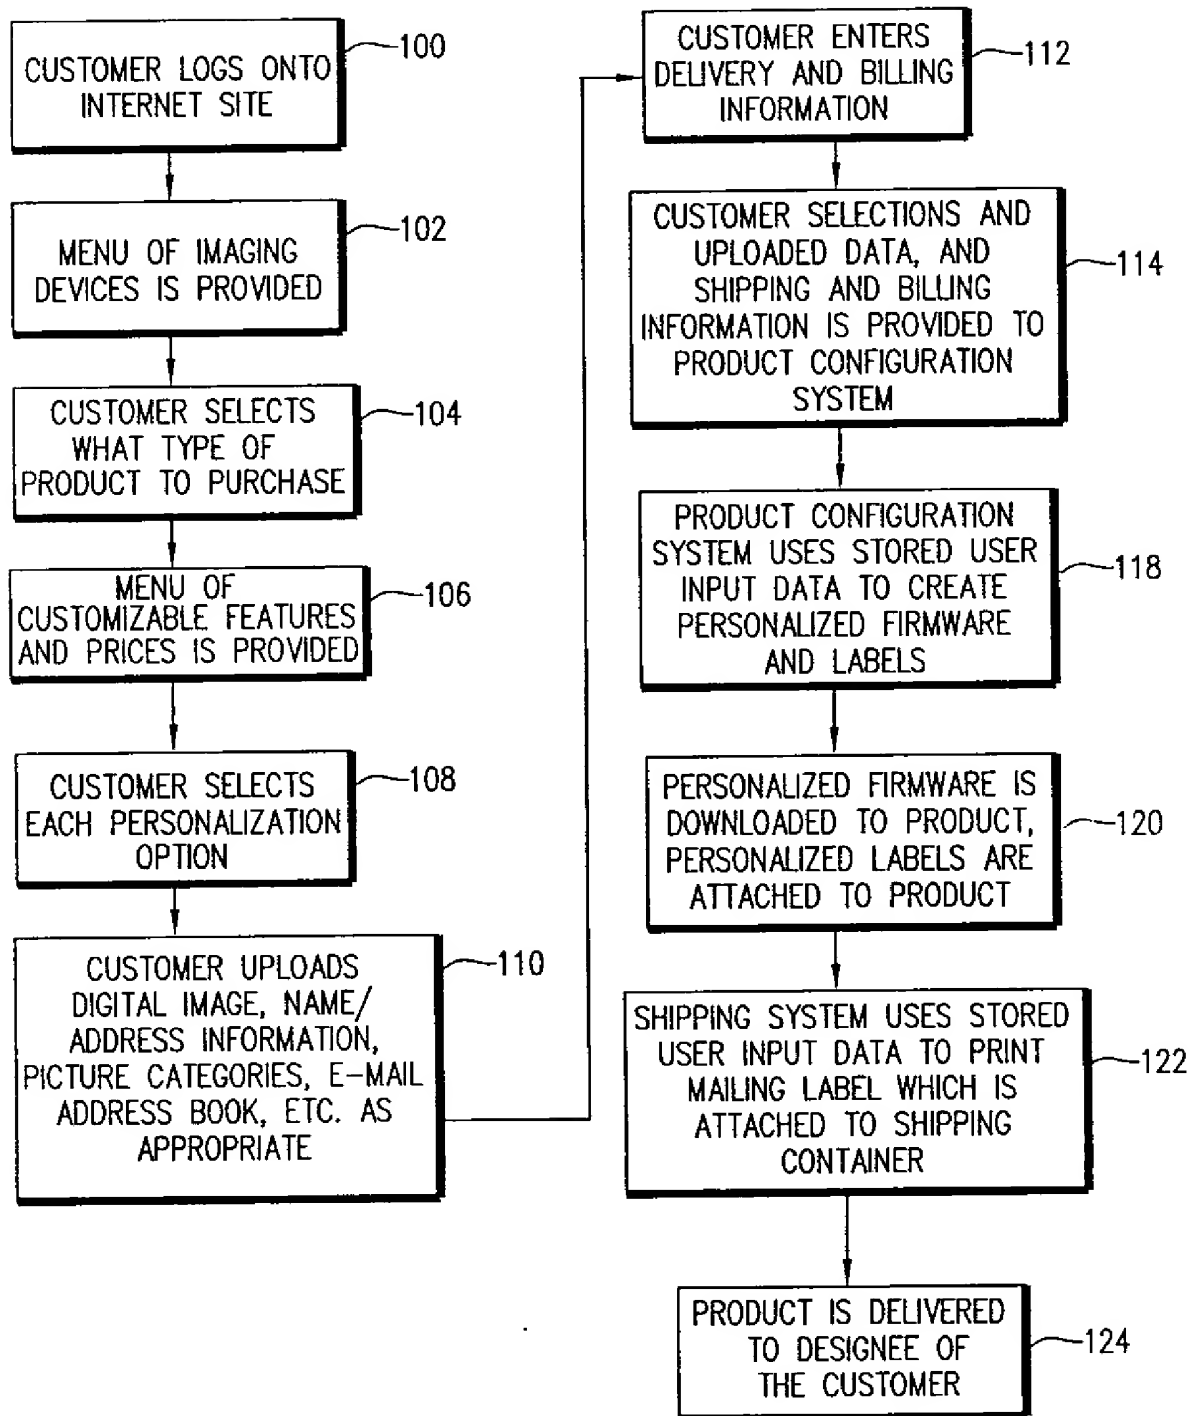 CUSTOMER LOGS ONTO
INTERNET SITE
100
MENU OF IMAGING
DEVICES IS PROVIDED
102
CUSTOMER SELECTS
WHAT TYPE OF
PRODUCT TO PURCHASE
104
MENU OF
CUSTOMIZABLE FEATURES
AND PRICES IS PROVIDED
106
CUSTOMER SELECTS
EACH PERSONALIZATION
OPTION
108
CUSTOMER UPLOADS
DIGITAL IMAGE, NAME/
ADDRESS INFORMATION,
PICTURE CATEGORIES, E-MAIL
ADDRESS BOOK, ETC. AS
APPROPRIATE
110
CUSTOMER ENTERS
DELIVERY AND BILLING
INFORMATION
112
CUSTOMER SELECTIONS AND
UPLOADED DATA, AND
SHIPPING AND BILLING
INFORMATION IS PROVIDED TO
PRODUCT CONFIGURATION
SYSTEM
114
PRODUCT CONFIGURATION
SYSTEM USES STORED USER
INPUT DATA TO CREATE
PERSONALIZED FIRMWARE
AND LABELS
118
PERSONALIZED FIRMWARE IS
DOWNLOADED TO PRODUCT,
PERSONALIZED LABELS ARE
ATTACHED TO PRODUCT
120
SHIPPING SYSTEM USES STORED
USER INPUT DATA TO PRINT
MAILING LABEL WHICH IS
ATTACHED TO SHIPPING
CONTAINER
122
PRODUCT IS DELIVERED
TO DESIGNEE OF
THE CUSTOMER
124